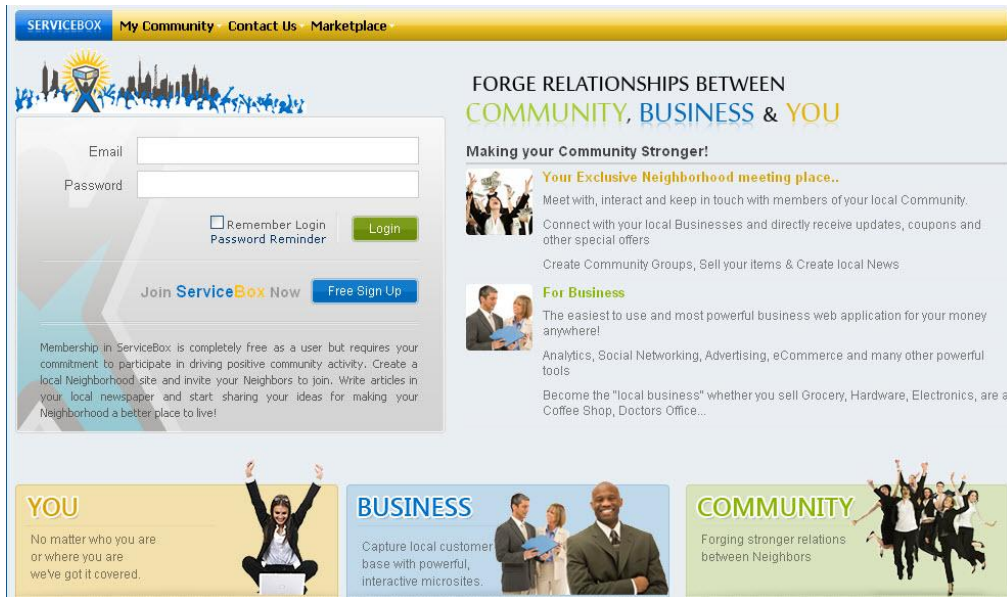 SERVICEBOX My Community Contact Us Marketplace
FORGE RELATIONSHIPS BETWEEN
COMMUNITY, BUSINESS & YOU
Email
Password
Remember Login
Password Reminder
Login
Join ServiceBox Now
Free Sign Up
Membership in ServiceBox is completely free as a user but requires your
commitment to participate in driving positive community activity. Create a
local Neighborhood site and invite your Neighbors to join. Write articles in
your local newspaper and start sharing your ideas for making your
Neighborhood a better place to live!
Making your Community Stronger!
Your Exclusive Neighborhood meeting place..
Meet with, interact and keep in touch with members of your local Community.
Connect with your local Businesses and directly receive updates, coupons and
other special offers
Create Community Groups, Sell your items & Create local News
For Business
The easiest to use and most powerful business web application for your money
anywhere!
Analytics, Social Networking, Advertising, eCommerce and many other powerful
tools
Become the "local business" whether you sell Grocery, Hardware, Electronics, are a
Coffee Shop, Doctors Office...
YOU
No matter who you are
or where you are
we've got it covered.
BUSINESS
Capture local customer
base with powerful,
interactive microsites.
COMMUNITY
Forging stronger relations
between Neighbors